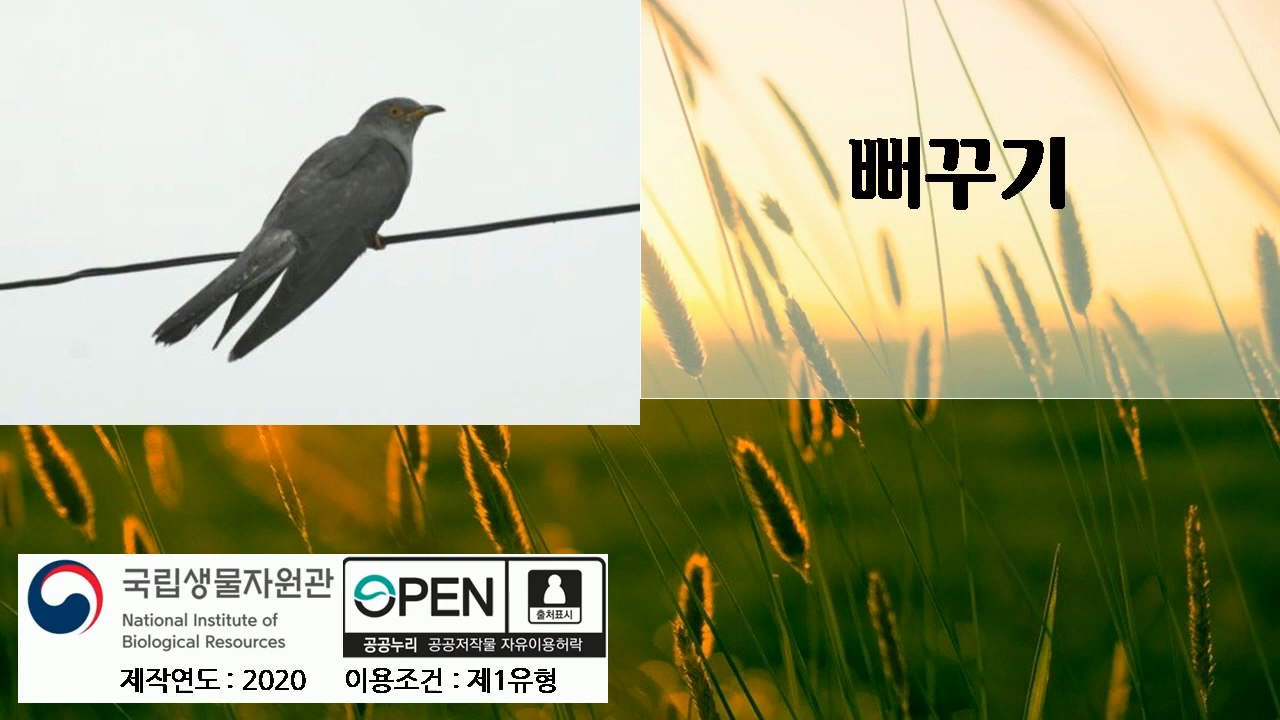 뻐꾸기
국립생물자원관
National Institute of
Biological Resources
OPEN
출처표시
공공누리 공공저작물 자유이용허락
제작연도 : 2020 이용조건 : 제1유형